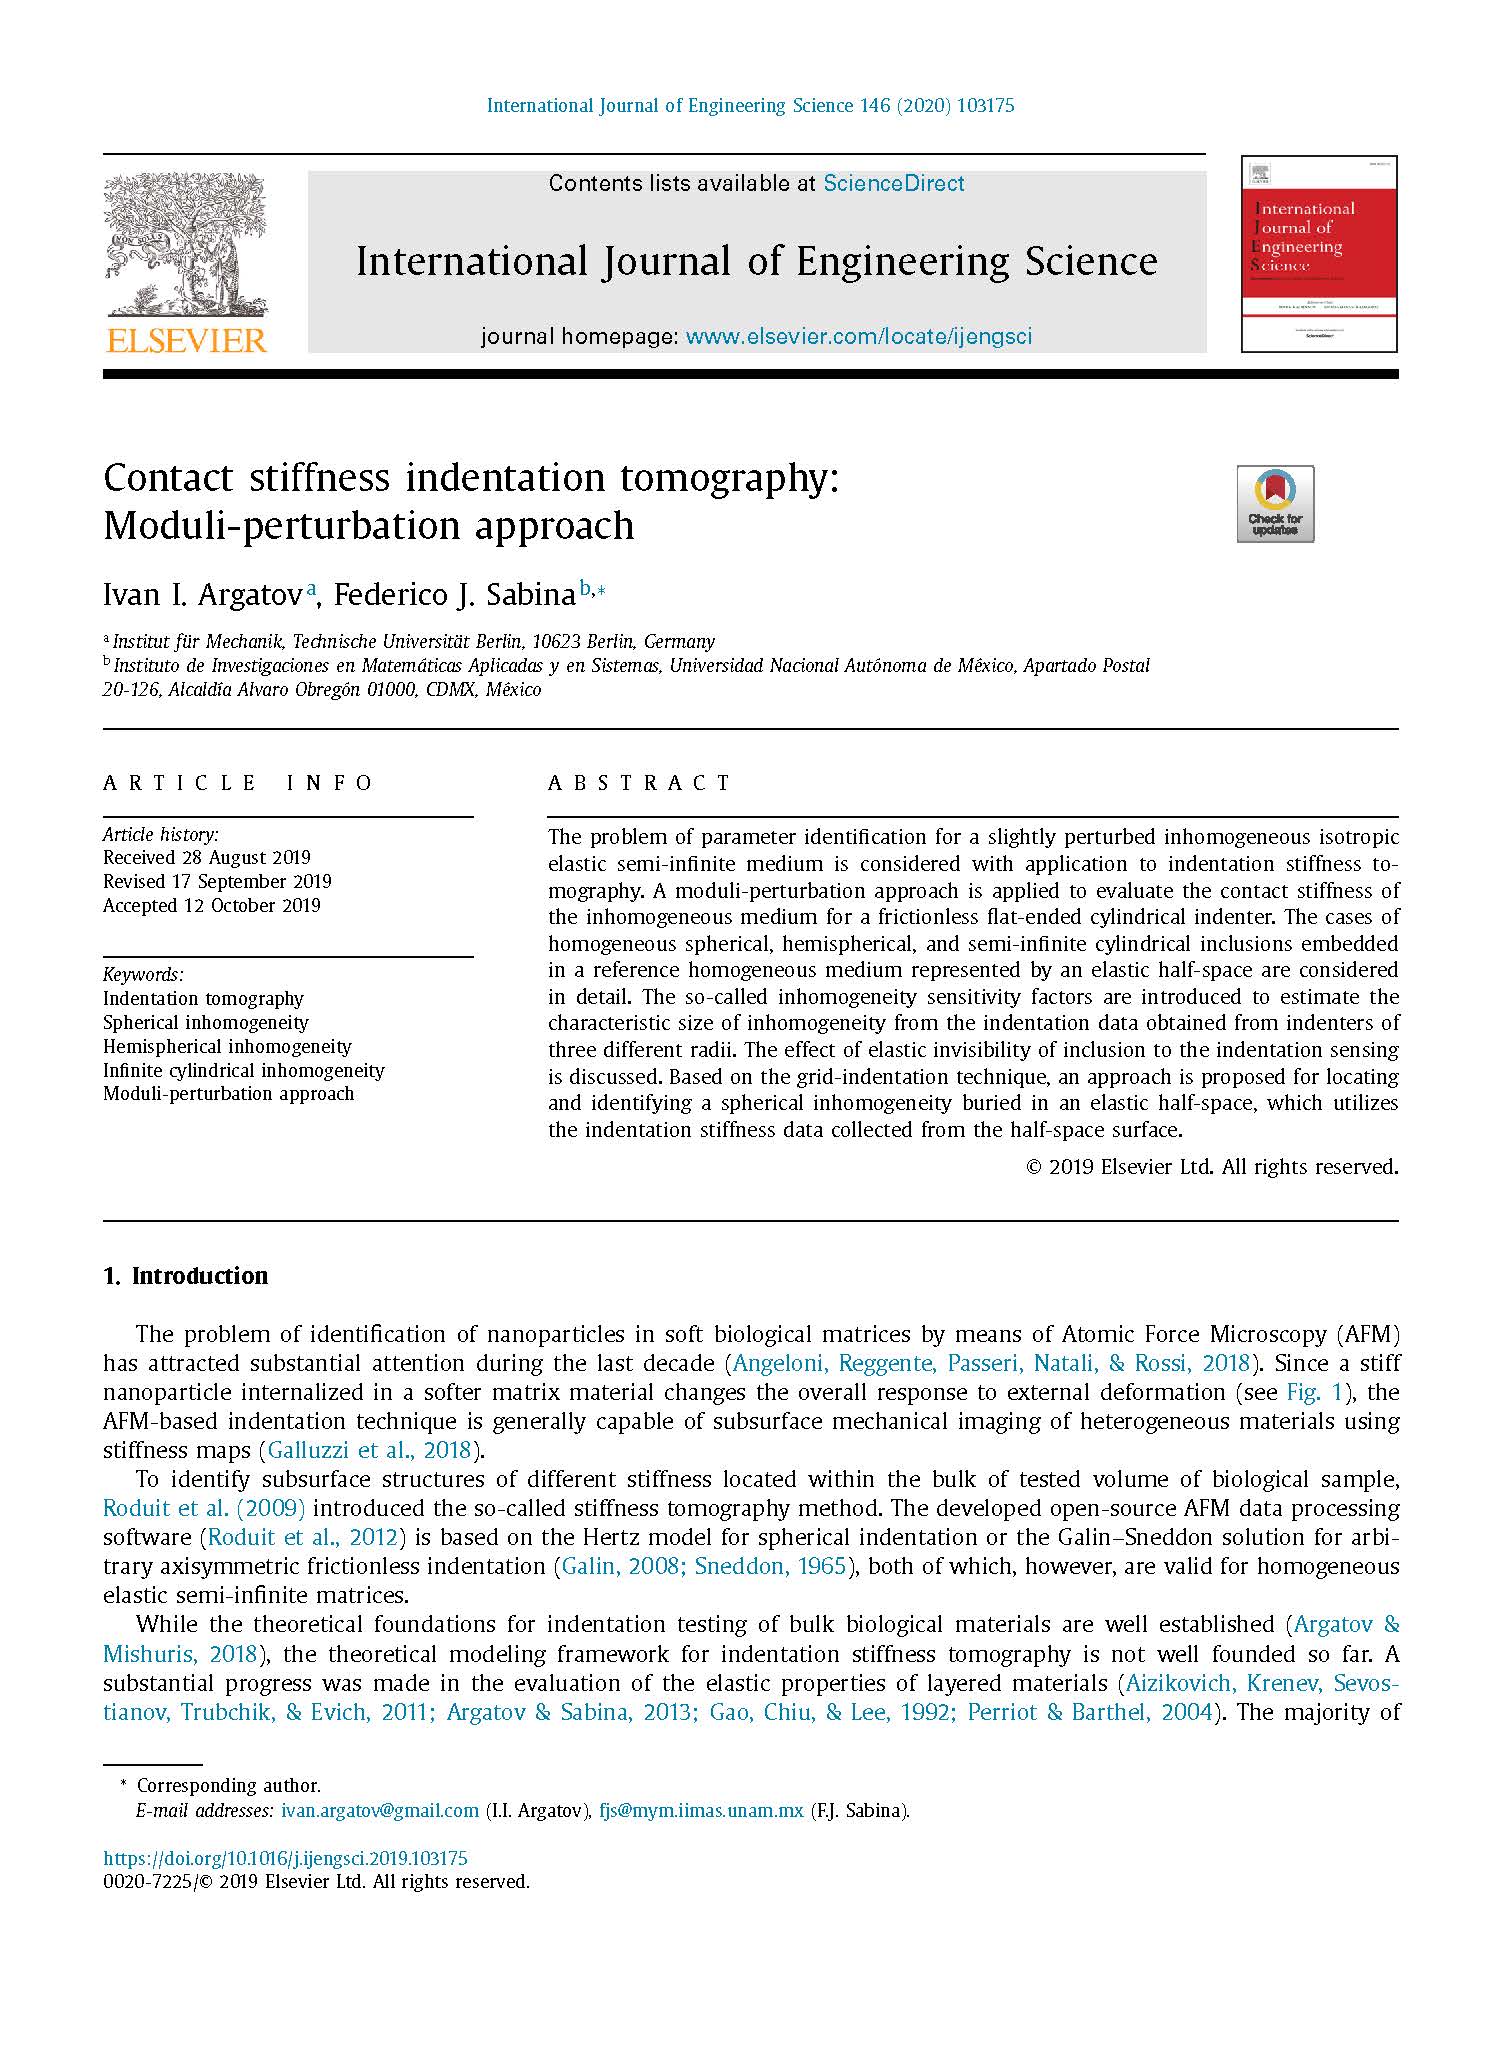 International Journal of Engineering Science 146 (2020) 103175
Contents lists available at ScienceDirect
International Journal of Engineering Science
journal homepage: www.elsevier.com/locate/ijengsci
ELSEVIER
International
Journal of
Engineering
Science
Contact stiffness indentation tomography:
Moduli-perturbation approach
Check for
updates
Ivan I. Argatov a, Federico J. Sabina b,*
a Institut für Mechanik, Technische Universität Berlin, 10623 Berlin, Germany
b Instituto de Investigaciones en Matemáticas Aplicadas y en Sistemas, Universidad Nacional Autónoma de México, Apartado Postal
20-126, Alcaldía Alvaro Obregón 01000, CDMX, México
ARTICLE INFO
Article history:
Received 28 August 2019
Revised 17 September 2019
Accepted 12 October 2019
Keywords:
Indentation tomography
Spherical inhomogeneity
Hemispherical inhomogeneity
Infinite cylindrical inhomogeneity
Moduli-perturbation approach
ABSTRACT
The problem of parameter identification for a slightly perturbed inhomogeneous isotropic
elastic semi-infinite medium is considered with application to indentation stiffness to-
mography. A moduli-perturbation approach is applied to evaluate the contact stiffness of
the inhomogeneous medium for a frictionless flat-ended cylindrical indenter. The cases of
homogeneous spherical, hemispherical, and semi-infinite cylindrical inclusions embedded
in a reference homogeneous medium represented by an elastic half-space are considered
in detail. The so-called inhomogeneity sensitivity factors are introduced to estimate the
characteristic size of inhomogeneity from the indentation data obtained from indenters of
three different radii. The effect of elastic invisibility of inclusion to the indentation sensing
is discussed. Based on the grid-indentation technique, an approach is proposed for locating
and identifying a spherical inhomogeneity buried in an elastic half-space, which utilizes
the indentation stiffness data collected from the half-space surface.
© 2019 Elsevier Ltd. All rights reserved.
1. Introduction
The problem of identification of nanoparticles in soft biological matrices by means of Atomic Force Microscopy (AFM)
has attracted substantial attention during the last decade (Angeloni, Reggente, Passeri, Natali, & Rossi, 2018). Since a stiff
nanoparticle internalized in a softer matrix material changes the overall response to external deformation (see Fig. 1), the
AFM-based indentation technique is generally capable of subsurface mechanical imaging of heterogeneous materials using
stiffness maps (Galluzzi et al., 2018).
To identify subsurface structures of different stiffness located within the bulk of tested volume of biological sample,
Roduit et al. (2009) introduced the so-called stiffness tomography method. The developed open-source AFM data processing
software (Roduit et al., 2012) is based on the Hertz model for spherical indentation or the Galin–Sneddon solution for arbi-
trary axisymmetric frictionless indentation (Galin, 2008; Sneddon, 1965), both of which, however, are valid for homogeneous
elastic semi-infinite matrices.
While the theoretical foundations for indentation testing of bulk biological materials are well established (Argatov &
Mishuris, 2018), the theoretical modeling framework for indentation stiffness tomography is not well founded so far. A
substantial progress was made in the evaluation of the elastic properties of layered materials (Aizikovich, Krenev, Sevos-
tianov, Trubchik, & Evich, 2011; Argatov & Sabina, 2013; Gao, Chiu, & Lee, 1992; Perriot & Barthel, 2004). The majority of
* Corresponding author.
E-mail addresses: ivan.argatov@gmail.com (I.I. Argatov), fjs@mym.iimas.unam.mx (F.J. Sabina).
https://doi.org/10.1016/j.ijengsci.2019.103175
0020-7225/© 2019 Elsevier Ltd. All rights reserved.